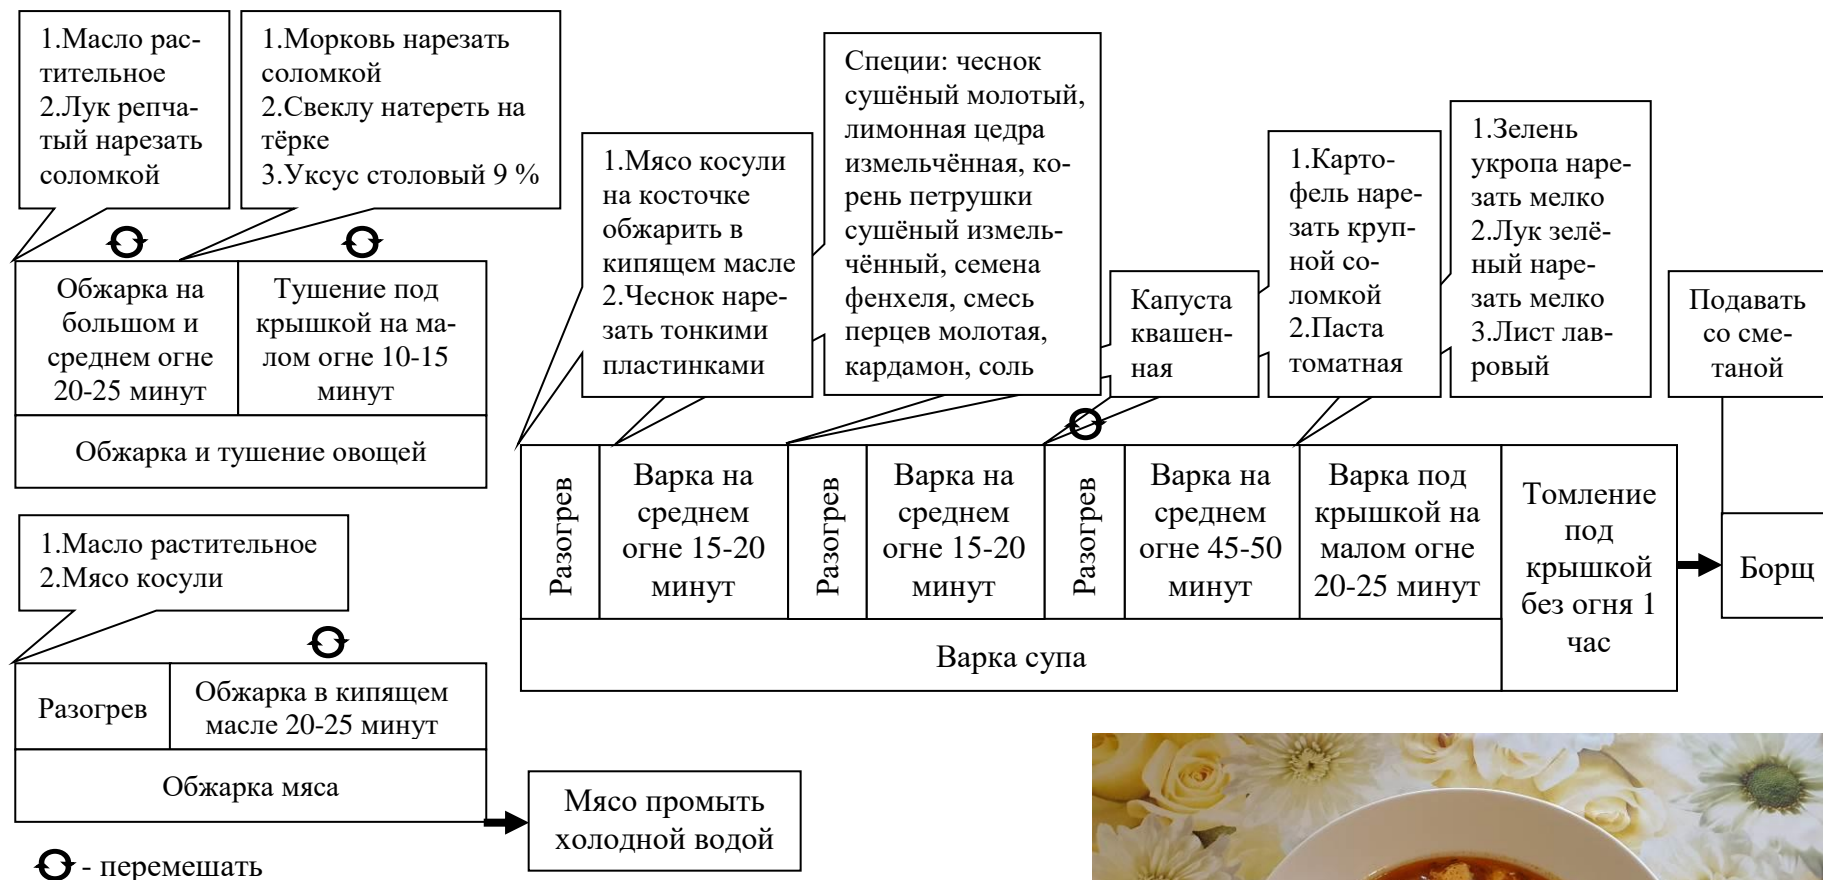 1.Масло рас-
тительное
2.Лук репча-
тый нарезать
соломкой
1.Морковь нарезать
соломкой
2.Свеклу натереть на
тёрке
3.Уксус столовый 9 %
Обжарка на
большом и
среднем огне
20-25 минут
Тушение под
крышкой на ма-
лом огне 10-15
минут
Обжарка и тушение овощей
1.Масло растительное
2.Мясо косули
Разогрев
Обжарка в кипящем
масле 20-25 минут
Обжарка мяса
Мясо промыть
холодной водой
- перемешать
1.Мясо косули
на косточке
обжарить в
кипящем масле
2.Чеснок наре-
зать тонкими
пластинками
Специи: чеснок
сушёный молотый,
лимонная цедра
измельчённая, ко-
рень петрушки
сушёный измель-
чённый, семена
фенхеля, смесь
перцев молотая,
кардамон, соль
Капуста
квашен-
ная
1.Карто-
фель наре-
зать круп-
ной со-
ломкой
2.Паста
томатная
1.Зелень
укропа наре-
зать мелко
2.Лук зелё-
ный наре-
зать мелко
3.Лист лав-
ровый
Подавать
со сме-
таной
Разогрев
Варка на
среднем
огне 15-20
минут
Разогрев
Варка на
среднем
огне 15-20
минут
Разогрев
Варка на
среднем
огне 45-50
минут
Варка под
крышкой на
малом огне
20-25 минут
Томление
под
крышкой
без огня 1
час
Борщ
Варка супа